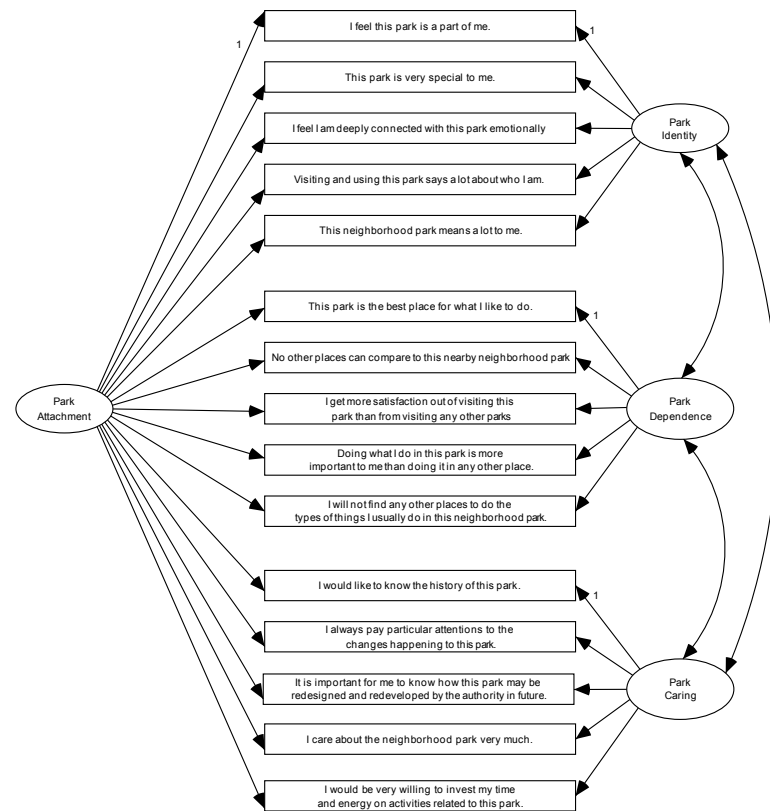 1
I feel this park is a part of me.
1
This park is very special to me.
I feel I am deeply connected with this park emotionally
Park
Identity
Visiting and using this park says a lot about who I am.
This neighborhood park means a lot to me.
This park is the best place for what I like to do.
1
No other places can compare to this nearby neighborhood park
Park
Attachment
I get more satisfaction out of visiting this
park than from visiting any other parks
Park
Dependence
Doing what I do in this park is more
important to me than doing it in any other place.
I will not find any other places to do the
types of things I usually do in this neighborhood park.
I would like to know the history of this park.
1
I always pay particular attentions to the
changes happening to this park.
It is important for me to know how this park may be
redesigned and redeveloped by the authority in future.
Park
Caring
I care about the neighborhood park very much.
I would be very willing to invest my time
and energy on activities related to this park.